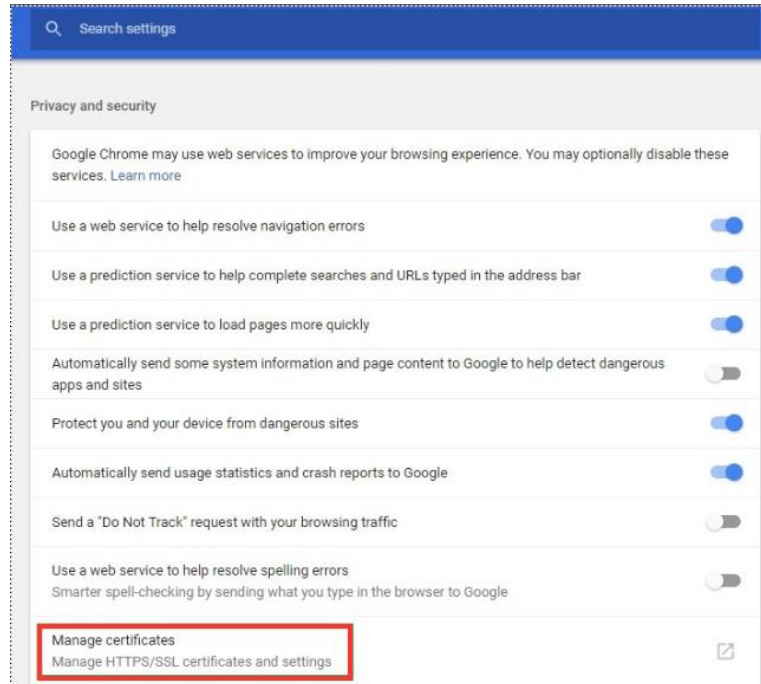 Search settings
Privacy and security
Google Chrome may use web services to improve your browsing experience. You may optionally disable these
services. Learn more
Use a web service to help resolve navigation errors
Use a prediction service to help complete searches and URLs typed in the address bar
Use a prediction service to load pages more quickly
Automatically send some system information and page content to Google to help detect dangerous
apps and sites
Protect you and your device from dangerous sites
Automatically send usage statistics and crash reports to Google
Send a "Do Not Track" request with your browsing traffic
Use a web service to help resolve spelling errors
Smarter spell-checking by sending what you type in the browser to Google
Manage certificates
Manage HTTPS/SSL certificates and settings